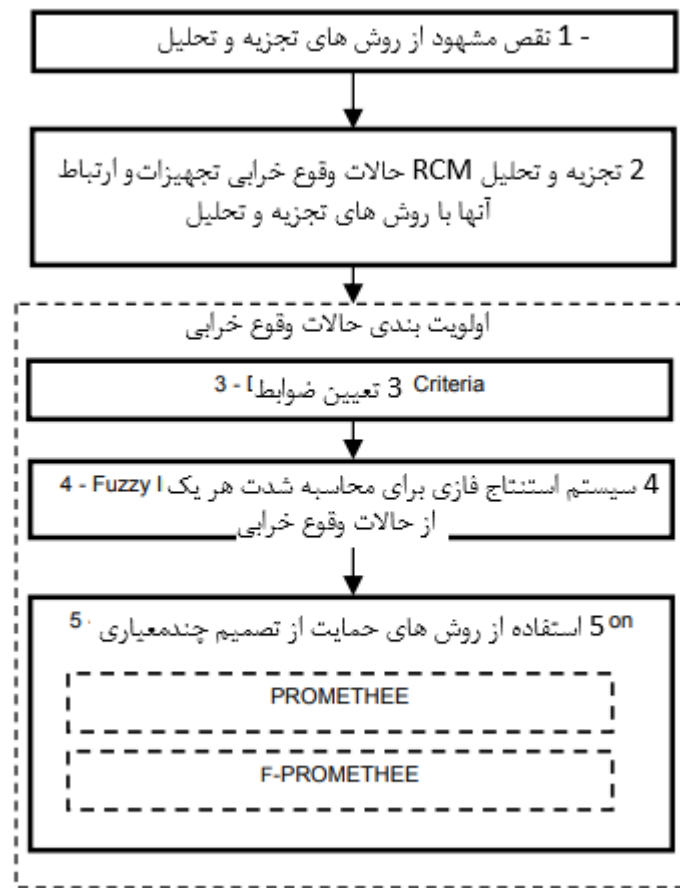 - 1 نقص مشهود از روش های تجزیه و تحلیل
2 تجزیه و تحلیل RCM حالات وقوع خرابی تجهیزات و ارتباط
آنها با روش های تجزیه و تحلیل
اولویت بندی حالات وقوع خرابی
3 - [ 3 تعیین ضوابط Criteria
4 سیستم استنتاج فازی برای محاسبه شدت هر یک 4 - Fuzzy I
از حالات وقوع خرابی
5 on استفاده از روش های حمایت از تصمیم چندمعیاری 5
PROMETHEE
F-PROMETHEE